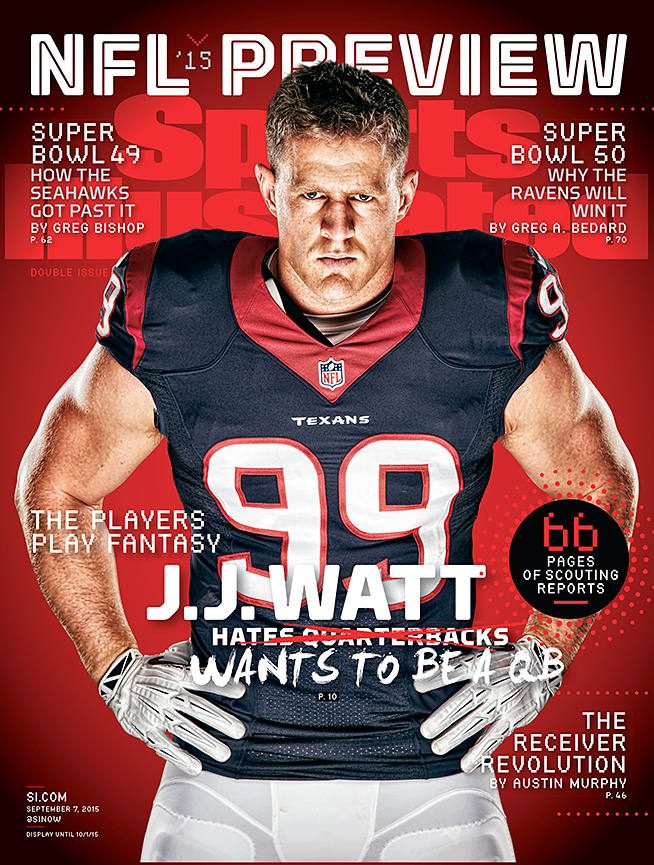 NFL '15 PREVIEW
Sports
Illustrated
SUPER
BOWL 49
HOW THE
SEAHAWKS
GOT PAST IT
BY GREG BISHOP
P. 62
SUPER
BOWL 50
WHY THE
RAVENS WILL
WIN IT
BY GREG A. BEDARD
P. 70
DOUBLE ISSUE
99
99
NFL
TEXANS
99
THE PLAYERS
PLAY FANTASY
66
PAGES
OF SCOUTING
REPORTS
J.J. WATT
HATES QUARTERBACKS
WANTS TO BE A QB
P. 10
THE
RECEIVER
REVOLUTION
BY AUSTIN MURPHY
P. 46
SI.COM
SEPTEMBER 7, 2015
@SINOW
DISPLAY UNTIL 10/1/15